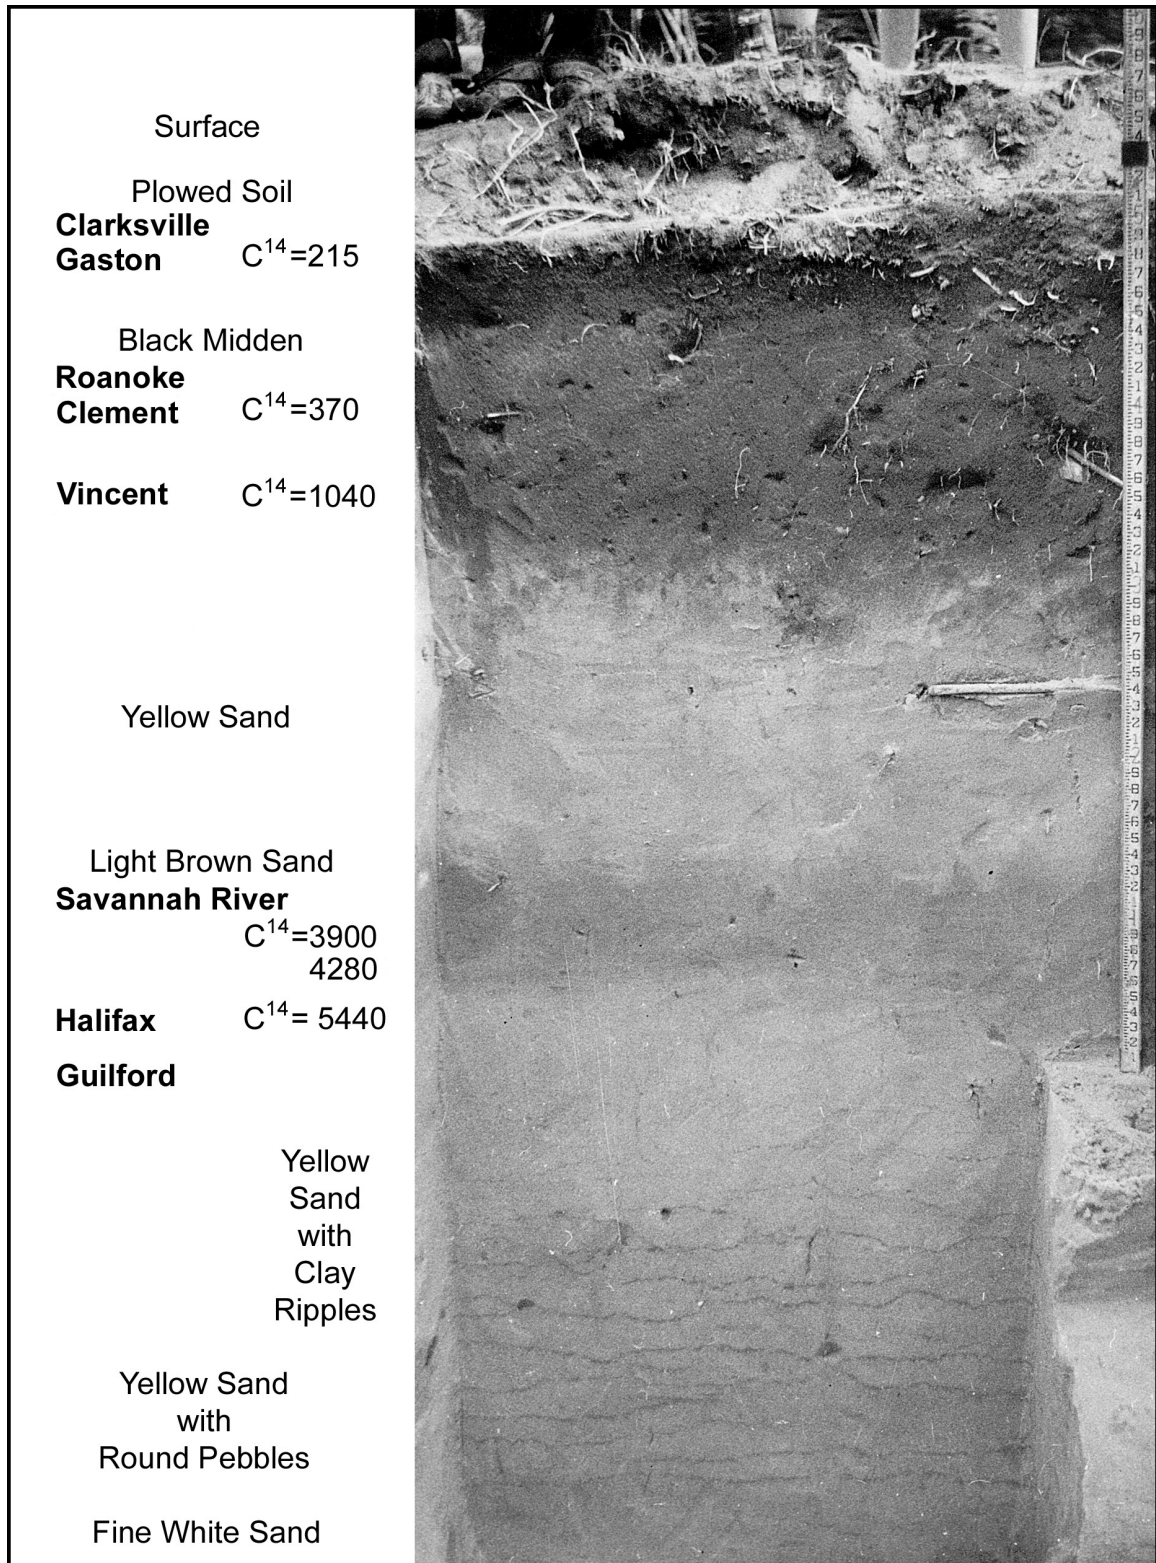 Surface
Plowed Soil
Clarksville
Gaston C¹⁴=215
Black Midden
Roanoke
Clement C¹⁴=370
Vincent C¹⁴=1040
Yellow Sand
Light Brown Sand
Savannah River
C¹⁴=3900
4280
Halifax C¹⁴= 5440
Guilford
Yellow
Sand
with
Clay
Ripples
Yellow Sand
with
Round Pebbles
Fine White Sand